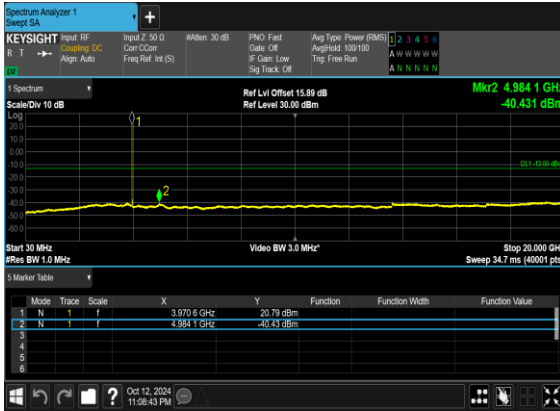 Spectrum Analyzer 1
Swept SA
+
KEYSIGHT Input: RF Input Z: 50 Ω #Atten: 30 dB PNO: Fast Avg Type: Power (RMS) 1 2 3 4 5 6
R T Coupling: DC Corr CCorr Gate: Off Avg|Hold: 100/100 A W W W W W
Align: Auto Freq Ref: Int (S) IF Gain: Low Trig: Free Run
Sig Track: Off A N N N N N
1 Spectrum Ref Lvl Offset 15.89 dB Mkr2 4.984 1 GHz
Scale/Div 10 dB Ref Level 30.00 dBm -40.431 dBm
Log
20.0
10.0
0.00
-10.0
-20.0
-30.0
-40.0
-50.0
-60.0
1
2
DL1 -13.00 dBm
Start 30 MHz Video BW 3.0 MHz* Stop 20.000 GH
#Res BW 1.0 MHz Sweep 34.7 ms (40001 pts
5 Marker Table
Mode Trace Scale X Y Function Function Width Function Value
1 N 1 f 3.970 6 GHz 20.79 dBm
2 N 1 f 4.984 1 GHz -40.43 dBm
3
4
5
6
?
Oct 12, 2024
11:08:43 PM